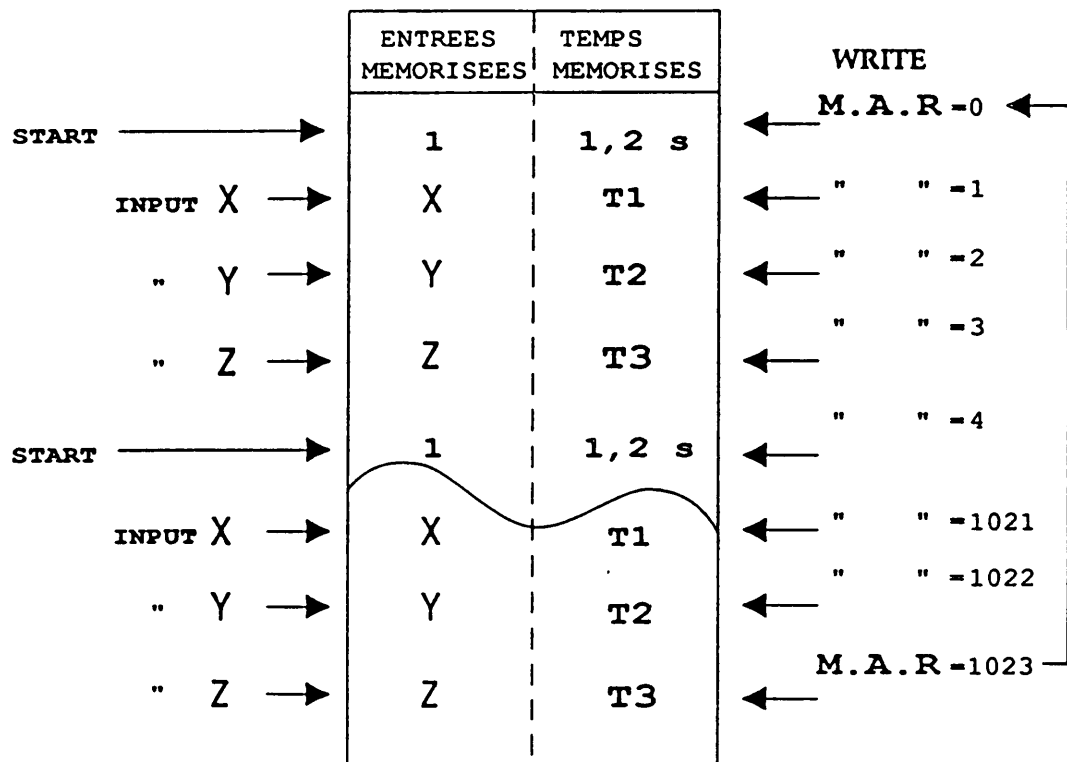 ENTREES TEMPS
MEMORISEES MEMORISES WRITE
M.A.R =0
START 1 1,2 s
INPUT X X T1 " " =1
" Y Y T2 " " =2
" Z Z T3 " " =3
" " =4
START 1 1,2 s
INPUT X X T1 " " =1021
" " =1022
" Y Y T2
M.A.R =1023
" Z Z T3